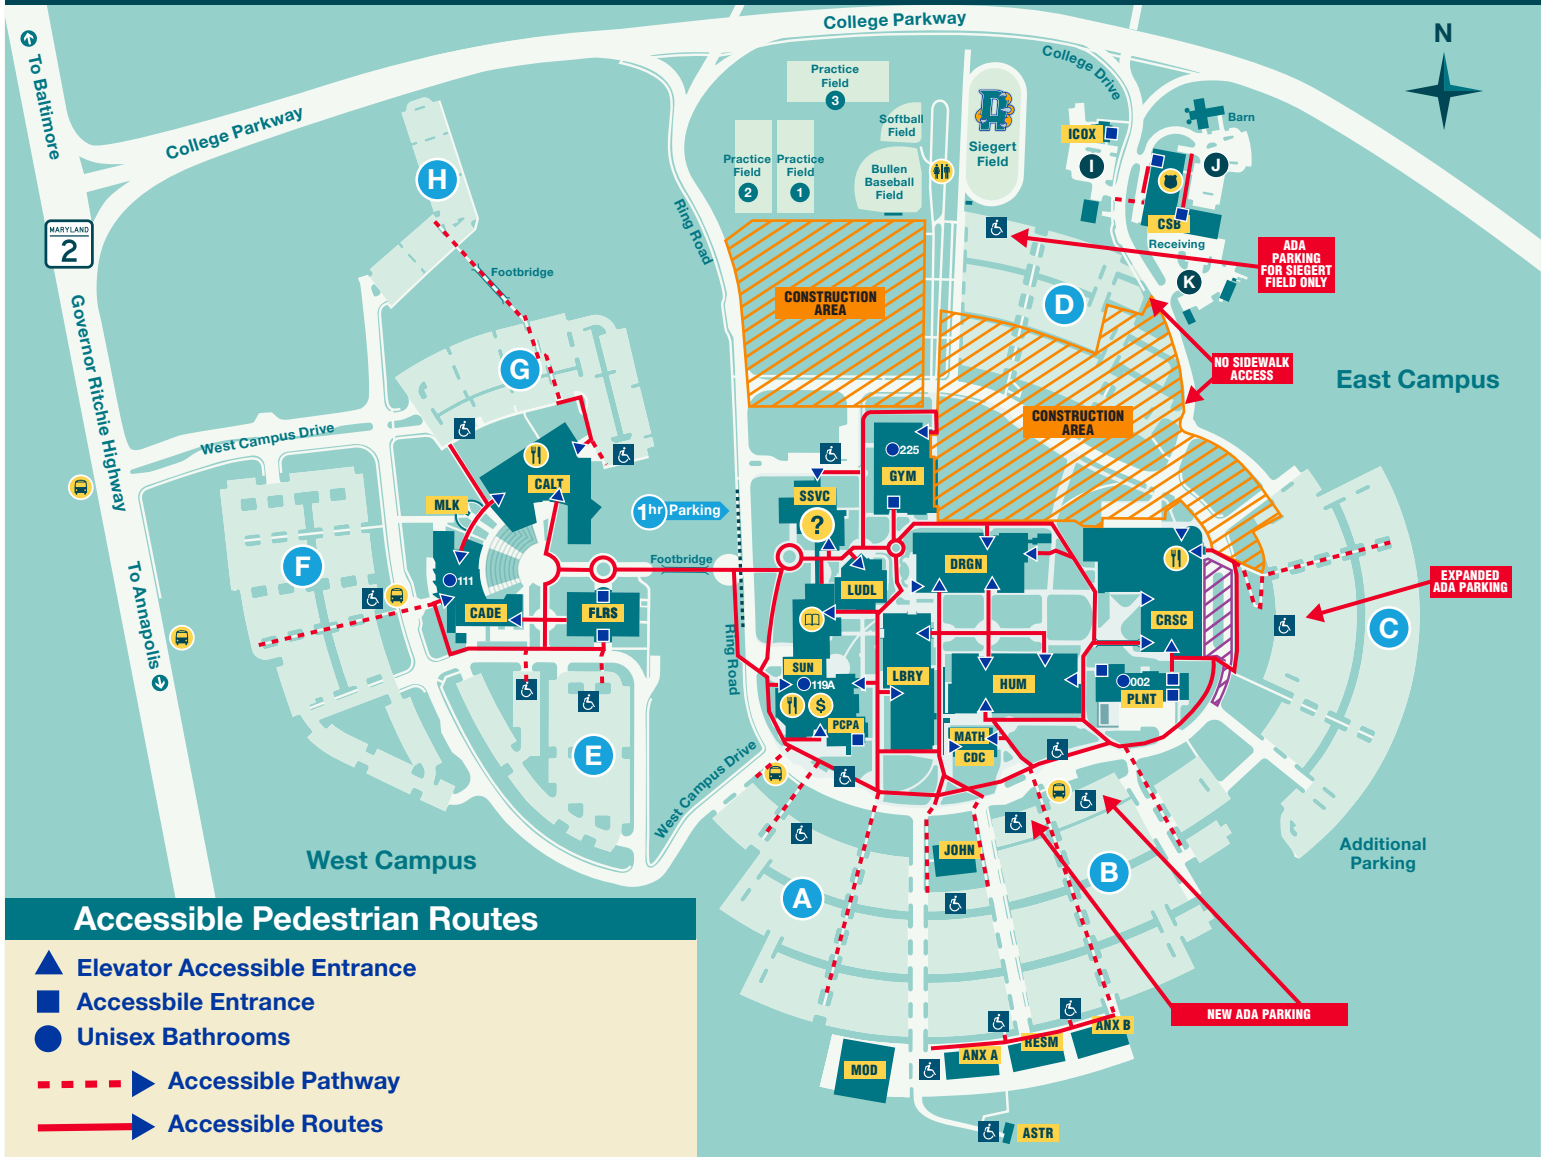 College Parkway
To Baltimore
College Parkway
College Drive
N
Practice
Field
3
Softball
Field
Siegert
Field
Practice
Field
2
Practice
Field
1
Bullen
Baseball
Field
ICOX
I
Barn
J
CSB
Receiving
K
ADA
PARKING
FOR SIEGERT
FIELD ONLY
H
MARYLAND
2
Footbridge
Ring Road
CONSTRUCTION
AREA
D
NO SIDEWALK
ACCESS
East Campus
Governor Ritchie Highway
G
West Campus Drive
CONSTRUCTION
AREA
CALT
MLK
1hr Parking
225
GYM
SSVC
?
F
111
CADE
FLRS
Footbridge
LUDL
DRGN
CRSC
EXPANDED
ADA PARKING
C
To Annapolis
Ring Road
SUN
119A
$
PCPA
LBRY
HUM
002
PLNT
MATH
CDC
E
West Campus Drive
West Campus
JOHN
A
B
Additional
Parking
NEW ADA PARKING
ANX B
RESM
ANX A
MOD
ASTR
Accessible Pedestrian Routes
Elevator Accessible Entrance
Accessbile Entrance
Unisex Bathrooms
Accessible Pathway
Accessible Routes